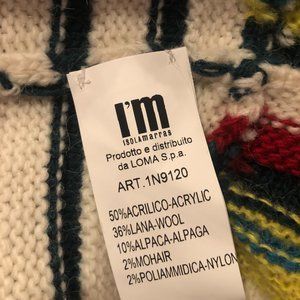 I'm
ISOLAMARRAS
Prodotto e distribuito
da LOMA S.p.a.
ART.1N9120
50%ACRILICO-ACRYLIC
36%LANA-WOOL
10%ALPACA-ALPAGA
2%MOHAIR
2%POLIAMMIDICA-NYLON